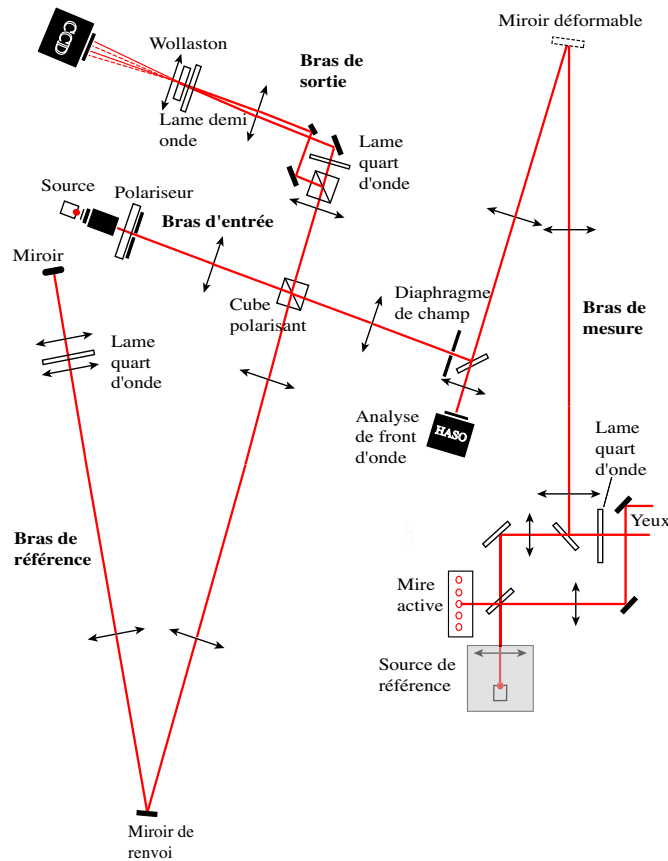 Miroir déformable
CCD
Wollaston
Bras de
sortie
Lame demi
onde
Lame
quart
d'onde
Source
Polariseur
Bras d'entrée
Miroir
Cube
polarisant
Diaphragme
de champ
Bras de
mesure
Lame
quart
d'onde
Analyse
de front
d'onde
HASO
Lame
quart
d'onde
Bras de
référence
Yeux
Mire
active
Source de
référence
Miroir de
renvoi